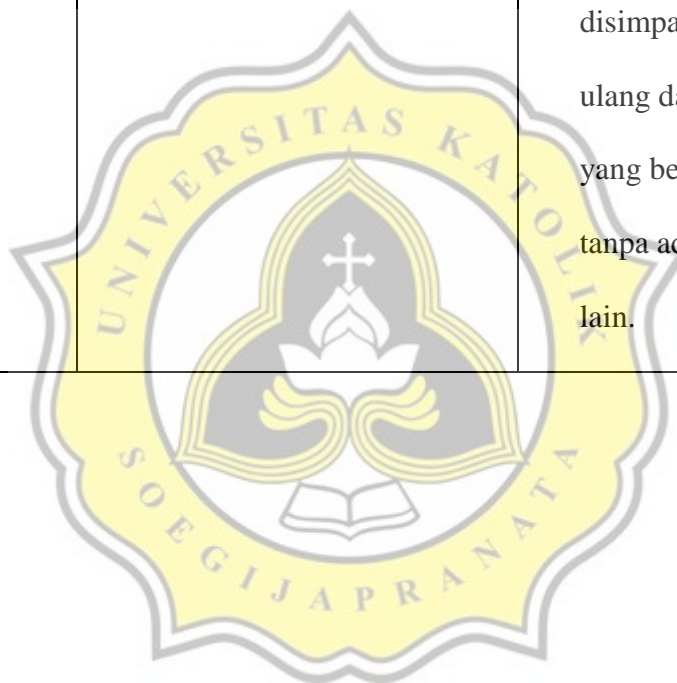 disimpa
ulang da
yang be
tanpa ad
lain.
UNIVERSITAS KATOLIK
SOEGIJAPRANATA